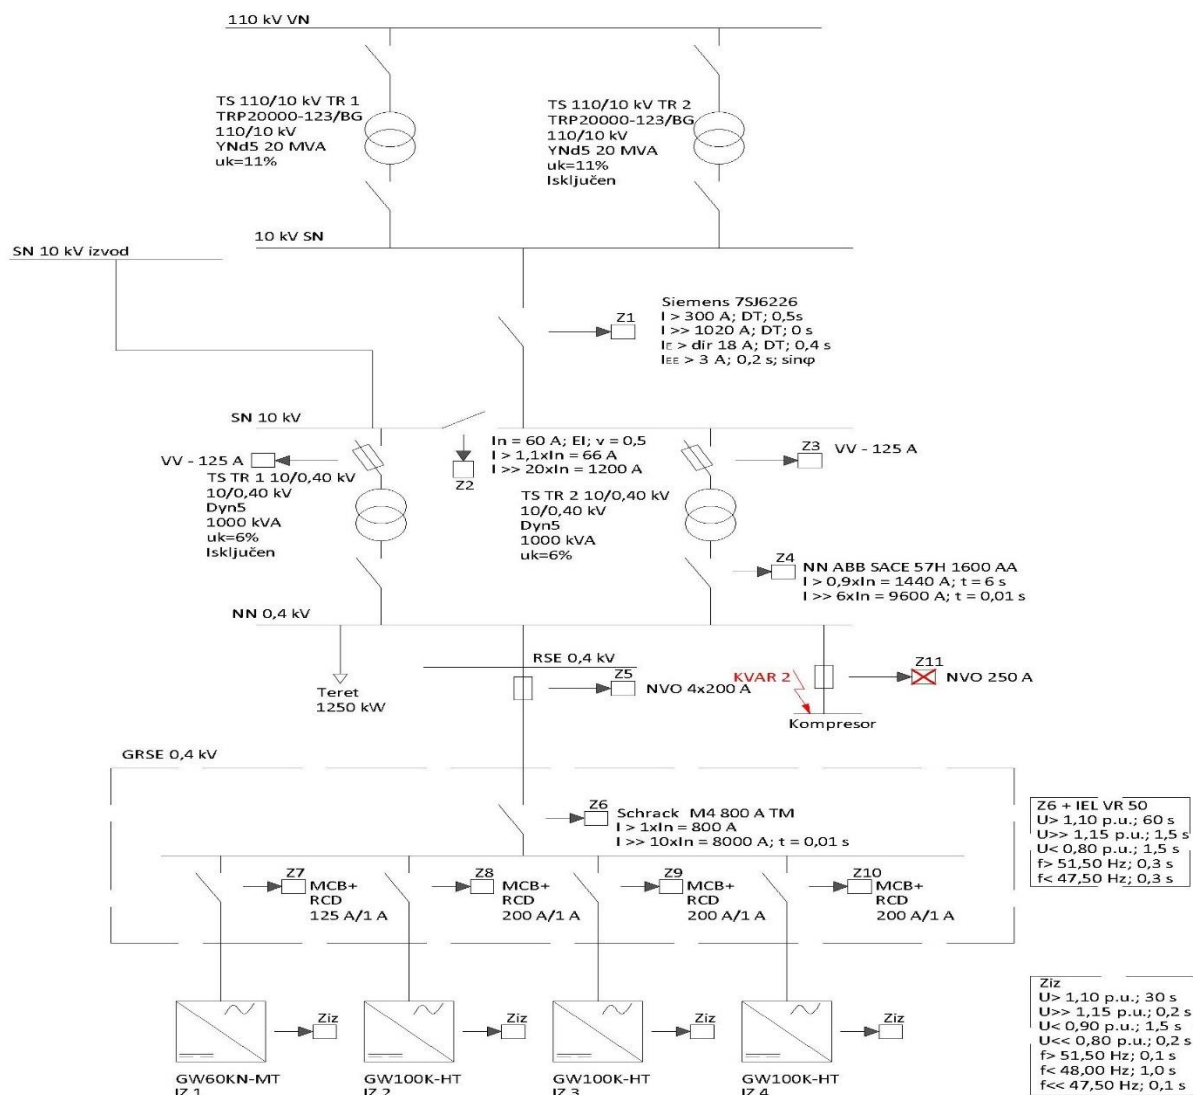 110 kV VN
TS 110/10 kV TR 1
TRP20000-123/BG
110/10 kV
YNd5 20 MVA
uk=11%
TS 110/10 kV TR 2
TRP20000-123/BG
110/10 kV
YNd5 20 MVA
uk=11%
Isključen
10 kV SN
SN 10 kV izvod
Z1
Siemens 7SJ6226
I > 300 A; DT; 0,5s
I >> 1020 A; DT; 0 s
IE > dir 18 A; DT; 0,4 s
IEE > 3 A; 0,2 s; sinφ
SN 10 kV
VV - 125 A
TS TR 1 10/0,40 kV
10/0,40 kV
Dyn5
1000 kVA
uk=6%
Isključen
Z2
In = 60 A; EI; v = 0,5
I > 1,1xIn = 66 A
I >> 20xIn = 1200 A
TS TR 2 10/0,40 kV
10/0,40 kV
Dyn5
1000 kVA
uk=6%
Z3
VV - 125 A
Z4
NN ABB SACE 57H 1600 AA
I > 0,9xIn = 1440 A; t = 6 s
I >> 6xIn = 9600 A; t = 0,01 s
NN 0,4 kV
Teret
1250 kW
RSE 0,4 kV
Z5
NVO 4x200 A
KVAR 2
Z11
NVO 250 A
Kompresor
GRSE 0,4 kV
Z6
Schrack M4 800 A TM
I > 1xIn = 800 A
I >> 10xIn = 8000 A; t = 0,01 s
Z6 + IEL VR 50
U> 1,10 p.u.; 60 s
U>> 1,15 p.u.; 1,5 s
U< 0,80 p.u.; 1,5 s
f> 51,50 Hz; 0,3 s
f< 47,50 Hz; 0,3 s
Z7
MCB+
RCD
125 A/1 A
Z8
MCB+
RCD
200 A/1 A
Z9
MCB+
RCD
200 A/1 A
Z10
MCB+
RCD
200 A/1 A
Ziz
Ziz
Ziz
Ziz
GW60KN-MT
IZ 1
GW100K-HT
IZ 2
GW100K-HT
IZ 3
GW100K-HT
IZ 4
Ziz
U> 1,10 p.u.; 30 s
U>> 1,15 p.u.; 0,2 s
U< 0,90 p.u.; 1,5 s
U<< 0,80 p.u.; 0,2 s
f> 51,50 Hz; 0,1 s
f< 48,00 Hz; 1,0 s
f<< 47,50 Hz; 0,1 s